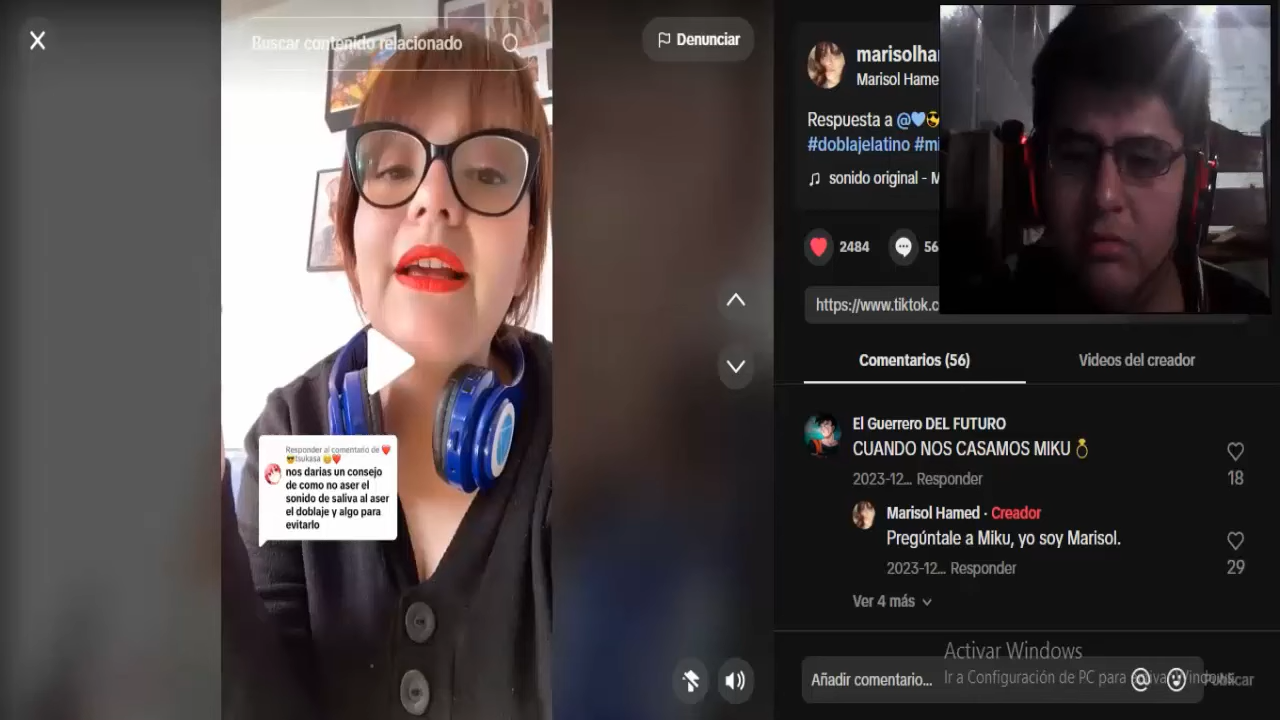 Buscar contenido relacionado
Denunciar
marisolha
Marisol Hame
Respuesta a @💙😎
#doblajelatino #mi
sonido original - M
2484
56
https://www.tiktok.c
Comentarios (56)
Videos del creador
Responder al comentario de ❤️
😎tsukasa 😊❤️
nos darias un consejo
de como no aser el
sonido de saliva al aser
el doblaje y algo para
evitarlo
El Guerrero DEL FUTURO
CUANDO NOS CASAMOS MIKU 💍
18
2023-12... Responder
Marisol Hamed · Creador
Pregúntale a Miku, yo soy Marisol.
29
2023-12... Responder
Ver 4 más
Activar Windows
Ir a Configuración de PC para activar Windows.
Añadir comentario...
Publicar